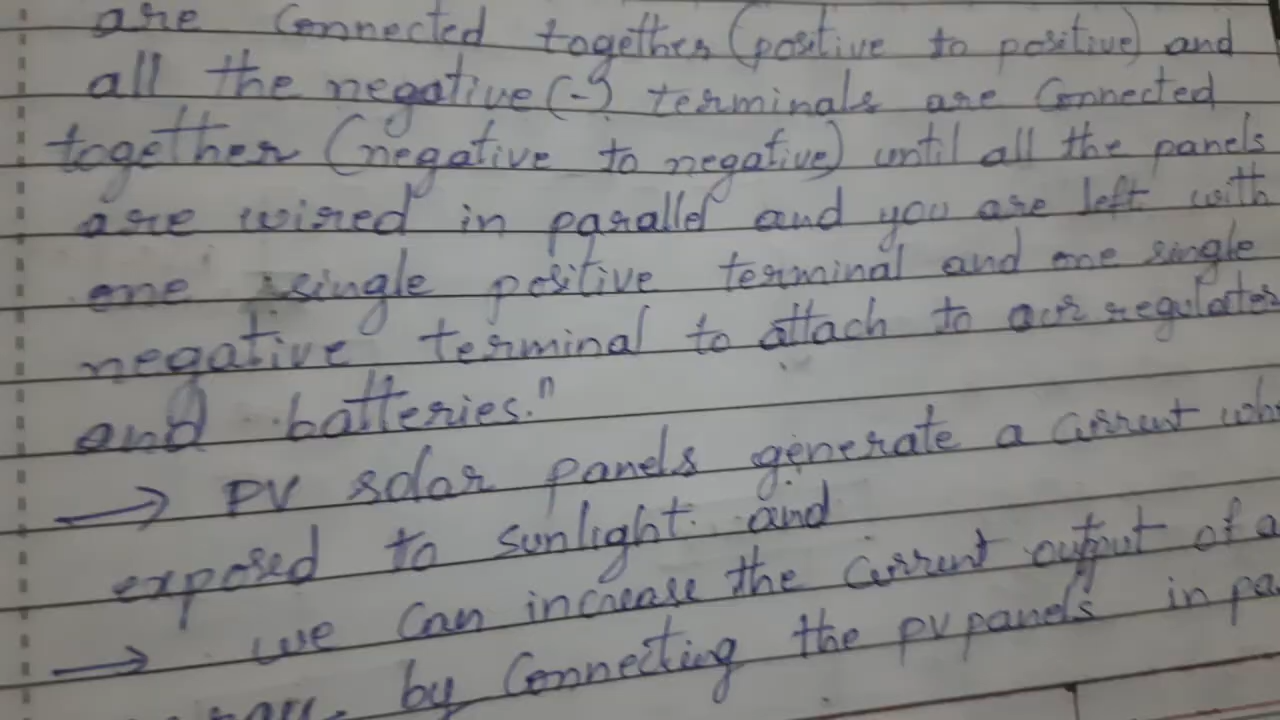 are connected together (positive to positive) and
all the negative (-) terminals are connected
together (negative to negative) until all the panels
are wired in parallel and you are left with
one single positive terminal and one single
negative terminal to attach to our regulator
and batteries."
→ PV solar panels generate a current
exposed to sunlight. and
→ we can increase the current output of a
by connecting the pv panels in